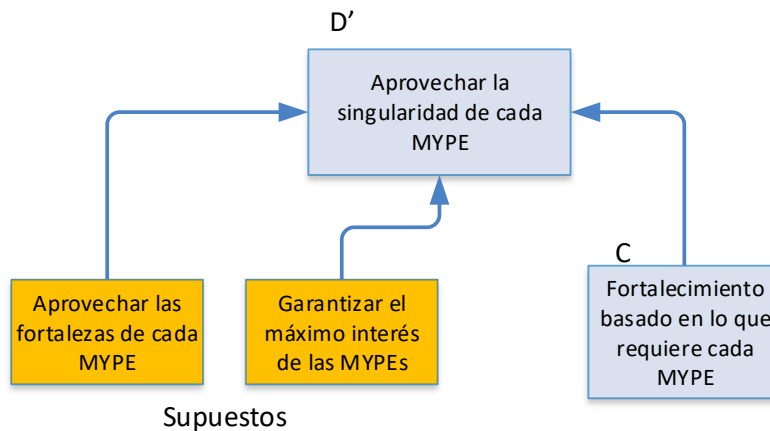 D’
Aprovechar la
singularidad de cada
MYPE
Aprovechar las
fortalezas de cada
MYPE
Garantizar el
máximo interés
de las MYPEs
C
Fortalecimiento
basado en lo que
requiere cada
MYPE
Supuestos